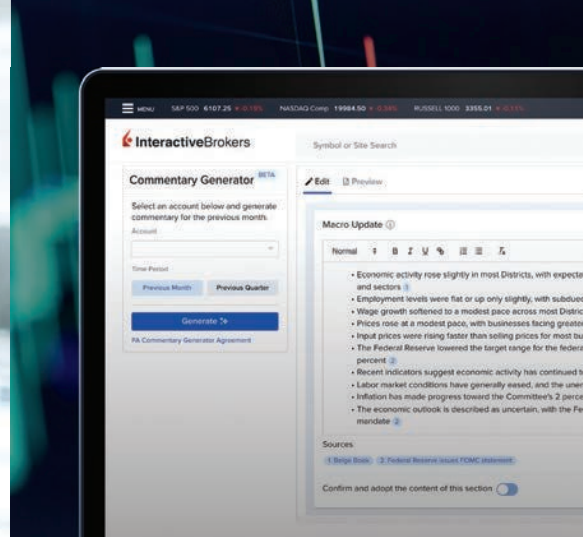 MENU S&P 500 6107.25 NASDAQ Comp 19984.50 RUSSELL 1000 3355.01
InteractiveBrokers
Symbol or Site Search
Commentary Generator BETA
Select an account below and generate
commentary for the previous month.
Account
Time Period
Previous Month Previous Quarter
Generate
PA Commentary Generator Agreement
Edit Preview
Macro Update
Normal B I U
• Economic activity rose slightly in most Districts, with expecta
and sectors 1
• Employment levels were flat or up only slightly, with subdued
• Wage growth softened to a modest pace across most Distric
• Prices rose at a modest pace, with businesses facing greater
• Input prices were rising faster than selling prices for most bu
• The Federal Reserve lowered the target range for the federa
percent 2
• Recent indicators suggest economic activity has continued t
• Labor market conditions have generally eased, and the unem
• Inflation has made progress toward the Committee's 2 perce
• The economic outlook is described as uncertain, with the Fe
mandate 2
Sources
1 Beige Book 2 Federal Reserve issues FOMC statement
Confirm and adopt the content of this section